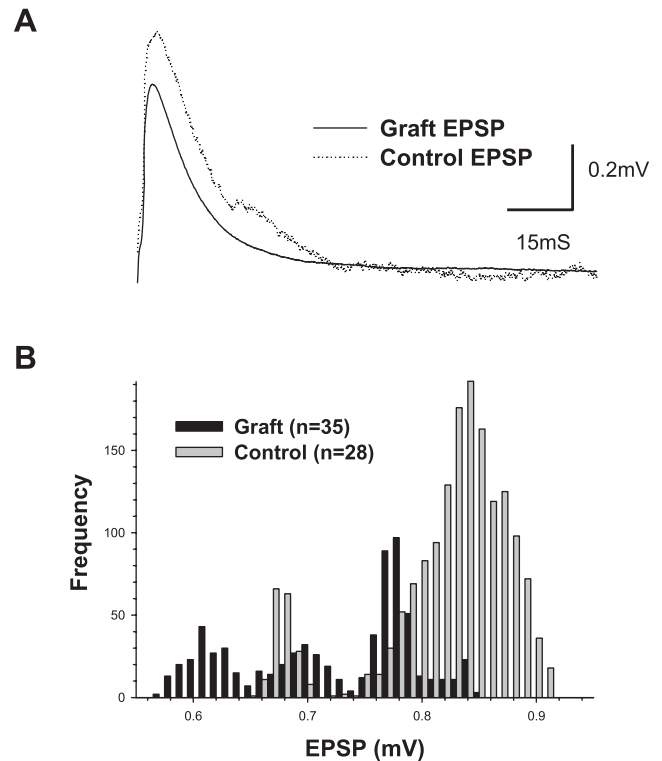 A
Graft EPSP
Control EPSP
0.2mV
15mS
B
Graft (n=35)
Control (n=28)
Frequency
150
100
50
0
0.6 0.7 0.8 0.9
EPSP (mV)